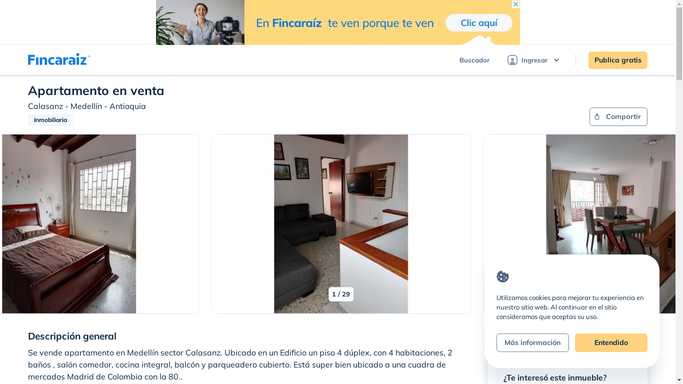 En Fincaraíz te ven porque te ven
Clic aquí
Fincaraíz
Buscador
Ingresar
Publica gratis
Apartamento en venta
Calasanz - Medellín - Antioquia
Inmobiliaria
Compartir
1 / 29
Utilizamos cookies para mejorar tu experiencia en
nuestro sitio web. Al continuar en el sitio
consideramos que aceptas su uso.
Más información
Entendido
Descripción general
Se vende apartamento en Medellín sector Calasanz. Ubicado en un Edificio un piso 4 dúplex, con 4 habitaciones, 2
baños , salón comedor, cocina integral, balcón y parqueadero cubierto. Está super bien ubicado a una cuadra de
mercados Madrid de Colombia con la 80..
¿Te interesó este inmueble?